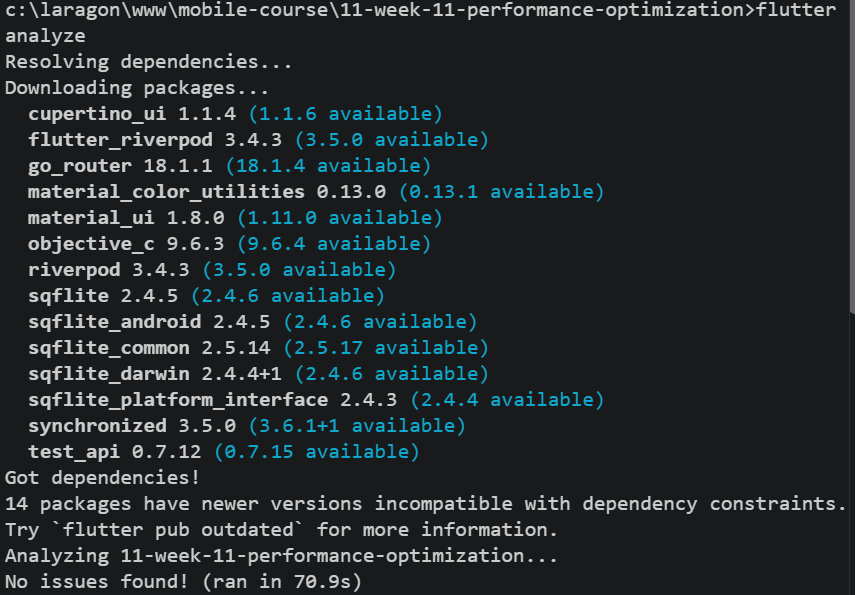 c:\laragon\www\mobile-course\11-week-11-performance-optimization>flutter
analyze
Resolving dependencies...
Downloading packages...
  cupertino_ui 1.1.4 (1.1.6 available)
  flutter_riverpod 3.4.3 (3.5.0 available)
  go_router 18.1.1 (18.1.4 available)
  material_color_utilities 0.13.0 (0.13.1 available)
  material_ui 1.8.0 (1.11.0 available)
  objective_c 9.6.3 (9.6.4 available)
  riverpod 3.4.3 (3.5.0 available)
  sqflite 2.4.5 (2.4.6 available)
  sqflite_android 2.4.5 (2.4.6 available)
  sqflite_common 2.5.14 (2.5.17 available)
  sqflite_darwin 2.4.4+1 (2.4.6 available)
  sqflite_platform_interface 2.4.3 (2.4.4 available)
  synchronized 3.5.0 (3.6.1+1 available)
  test_api 0.7.12 (0.7.15 available)
Got dependencies!
14 packages have newer versions incompatible with dependency constraints.
Try `flutter pub outdated` for more information.
Analyzing 11-week-11-performance-optimization...
No issues found! (ran in 70.9s)